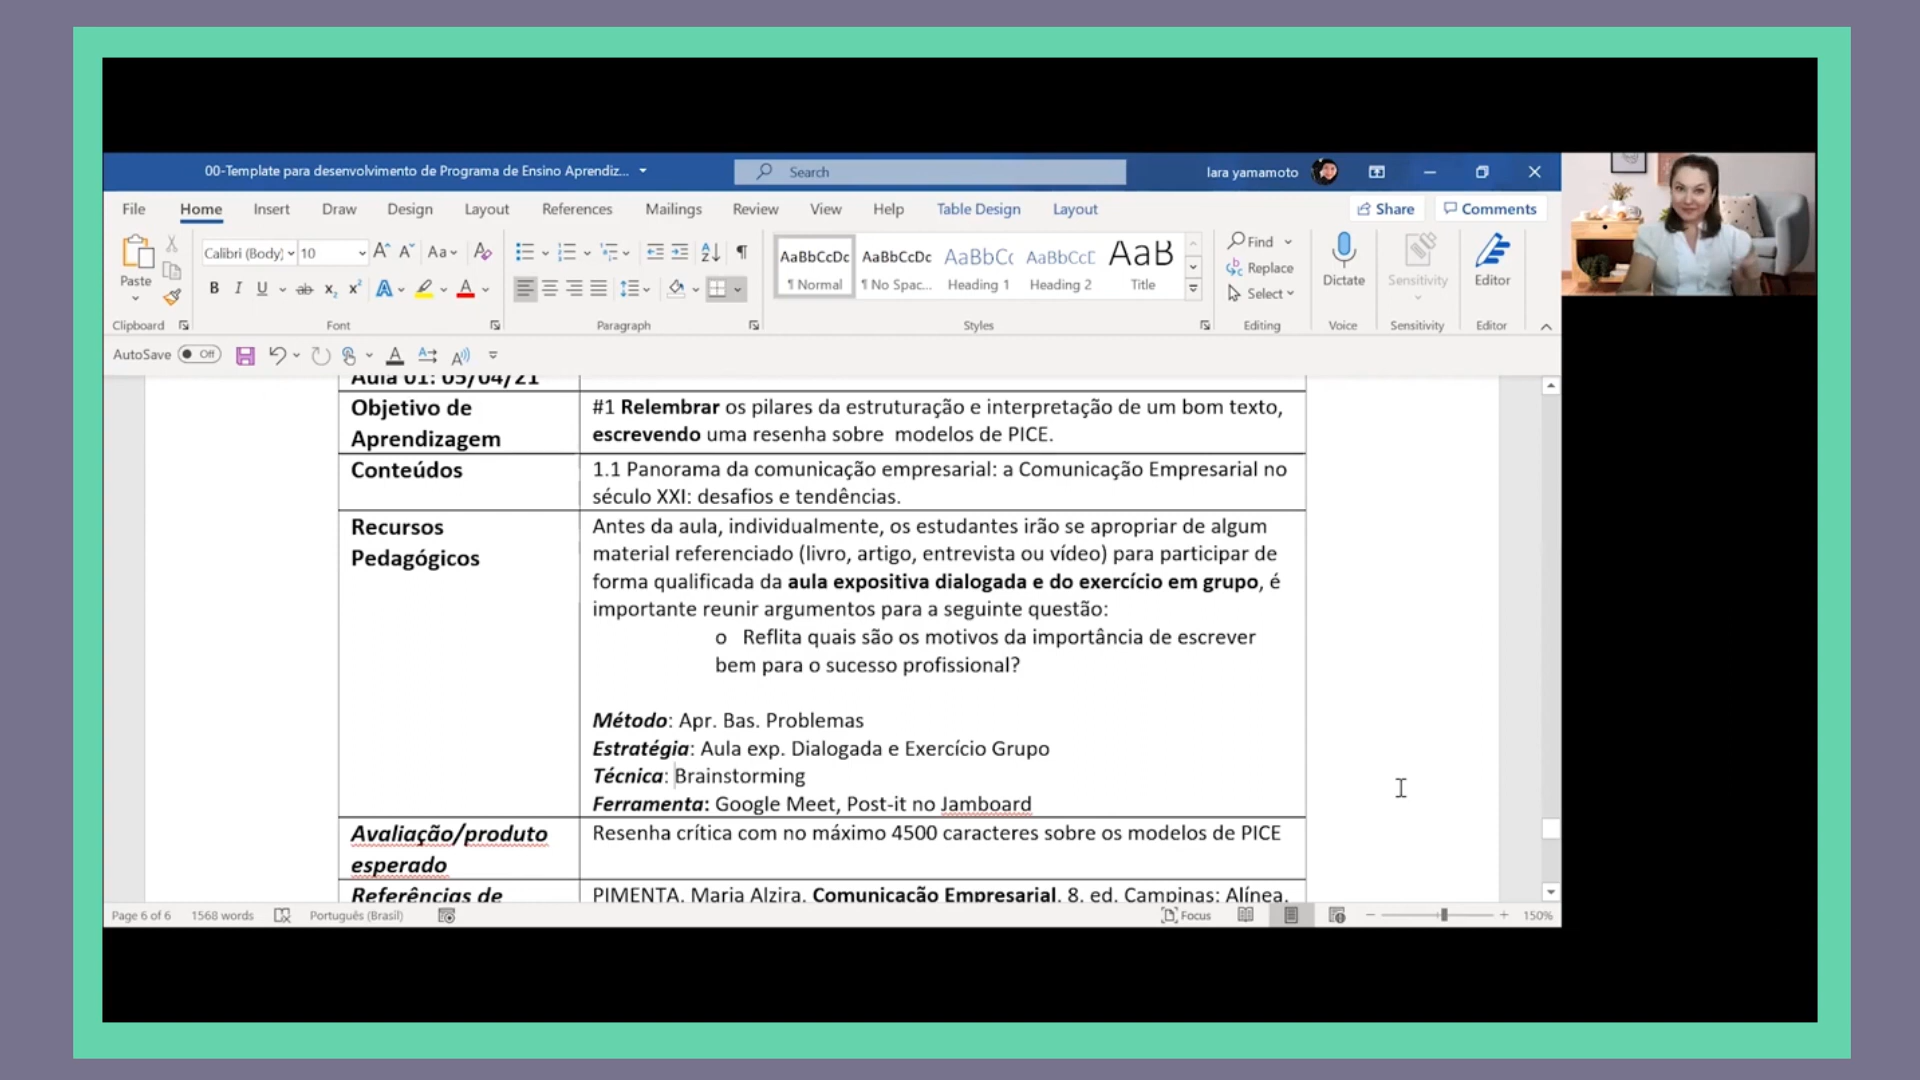 00-Template para desenvolvimento de Programa de Ensino Aprendiz...
Search
Iara yamamoto
File Home Insert Draw Design Layout References Mailings Review View Help Table Design Layout
Share Comments
Paste
Calibri (Body) 10
Aa
B I U ab x₂ x² A A
AaBbCcDc AaBbCcDc AaBbCc AaBbCcC AaB
¶ Normal ¶ No Spac... Heading 1 Heading 2 Title
Find
Replace
Select
Dictate
Sensitivity
Editor
Clipboard Font Paragraph Styles Editing Voice Sensitivity Editor
AutoSave Off
Aula 01: 05/04/21
Objetivo de
Aprendizagem
#1 Relembrar os pilares da estruturação e interpretação de um bom texto,
escrevendo uma resenha sobre modelos de PICE.
Conteúdos
1.1 Panorama da comunicação empresarial: a Comunicação Empresarial no
século XXI: desafios e tendências.
Recursos
Pedagógicos
Antes da aula, individualmente, os estudantes irão se apropriar de algum
material referenciado (livro, artigo, entrevista ou vídeo) para participar de
forma qualificada da aula expositiva dialogada e do exercício em grupo, é
importante reunir argumentos para a seguinte questão:
o Reflita quais são os motivos da importância de escrever
bem para o sucesso profissional?
Método: Apr. Bas. Problemas
Estratégia: Aula exp. Dialogada e Exercício Grupo
Técnica: Brainstorming
Ferramenta: Google Meet, Post-it no Jamboard
Avaliação/produto
esperado
Resenha crítica com no máximo 4500 caracteres sobre os modelos de PICE
Referências de
PIMENTA, Maria Alzira. Comunicação Empresarial. 8. ed. Campinas: Alínea,
Page 6 of 6 1568 words Português (Brasil) Focus 150%